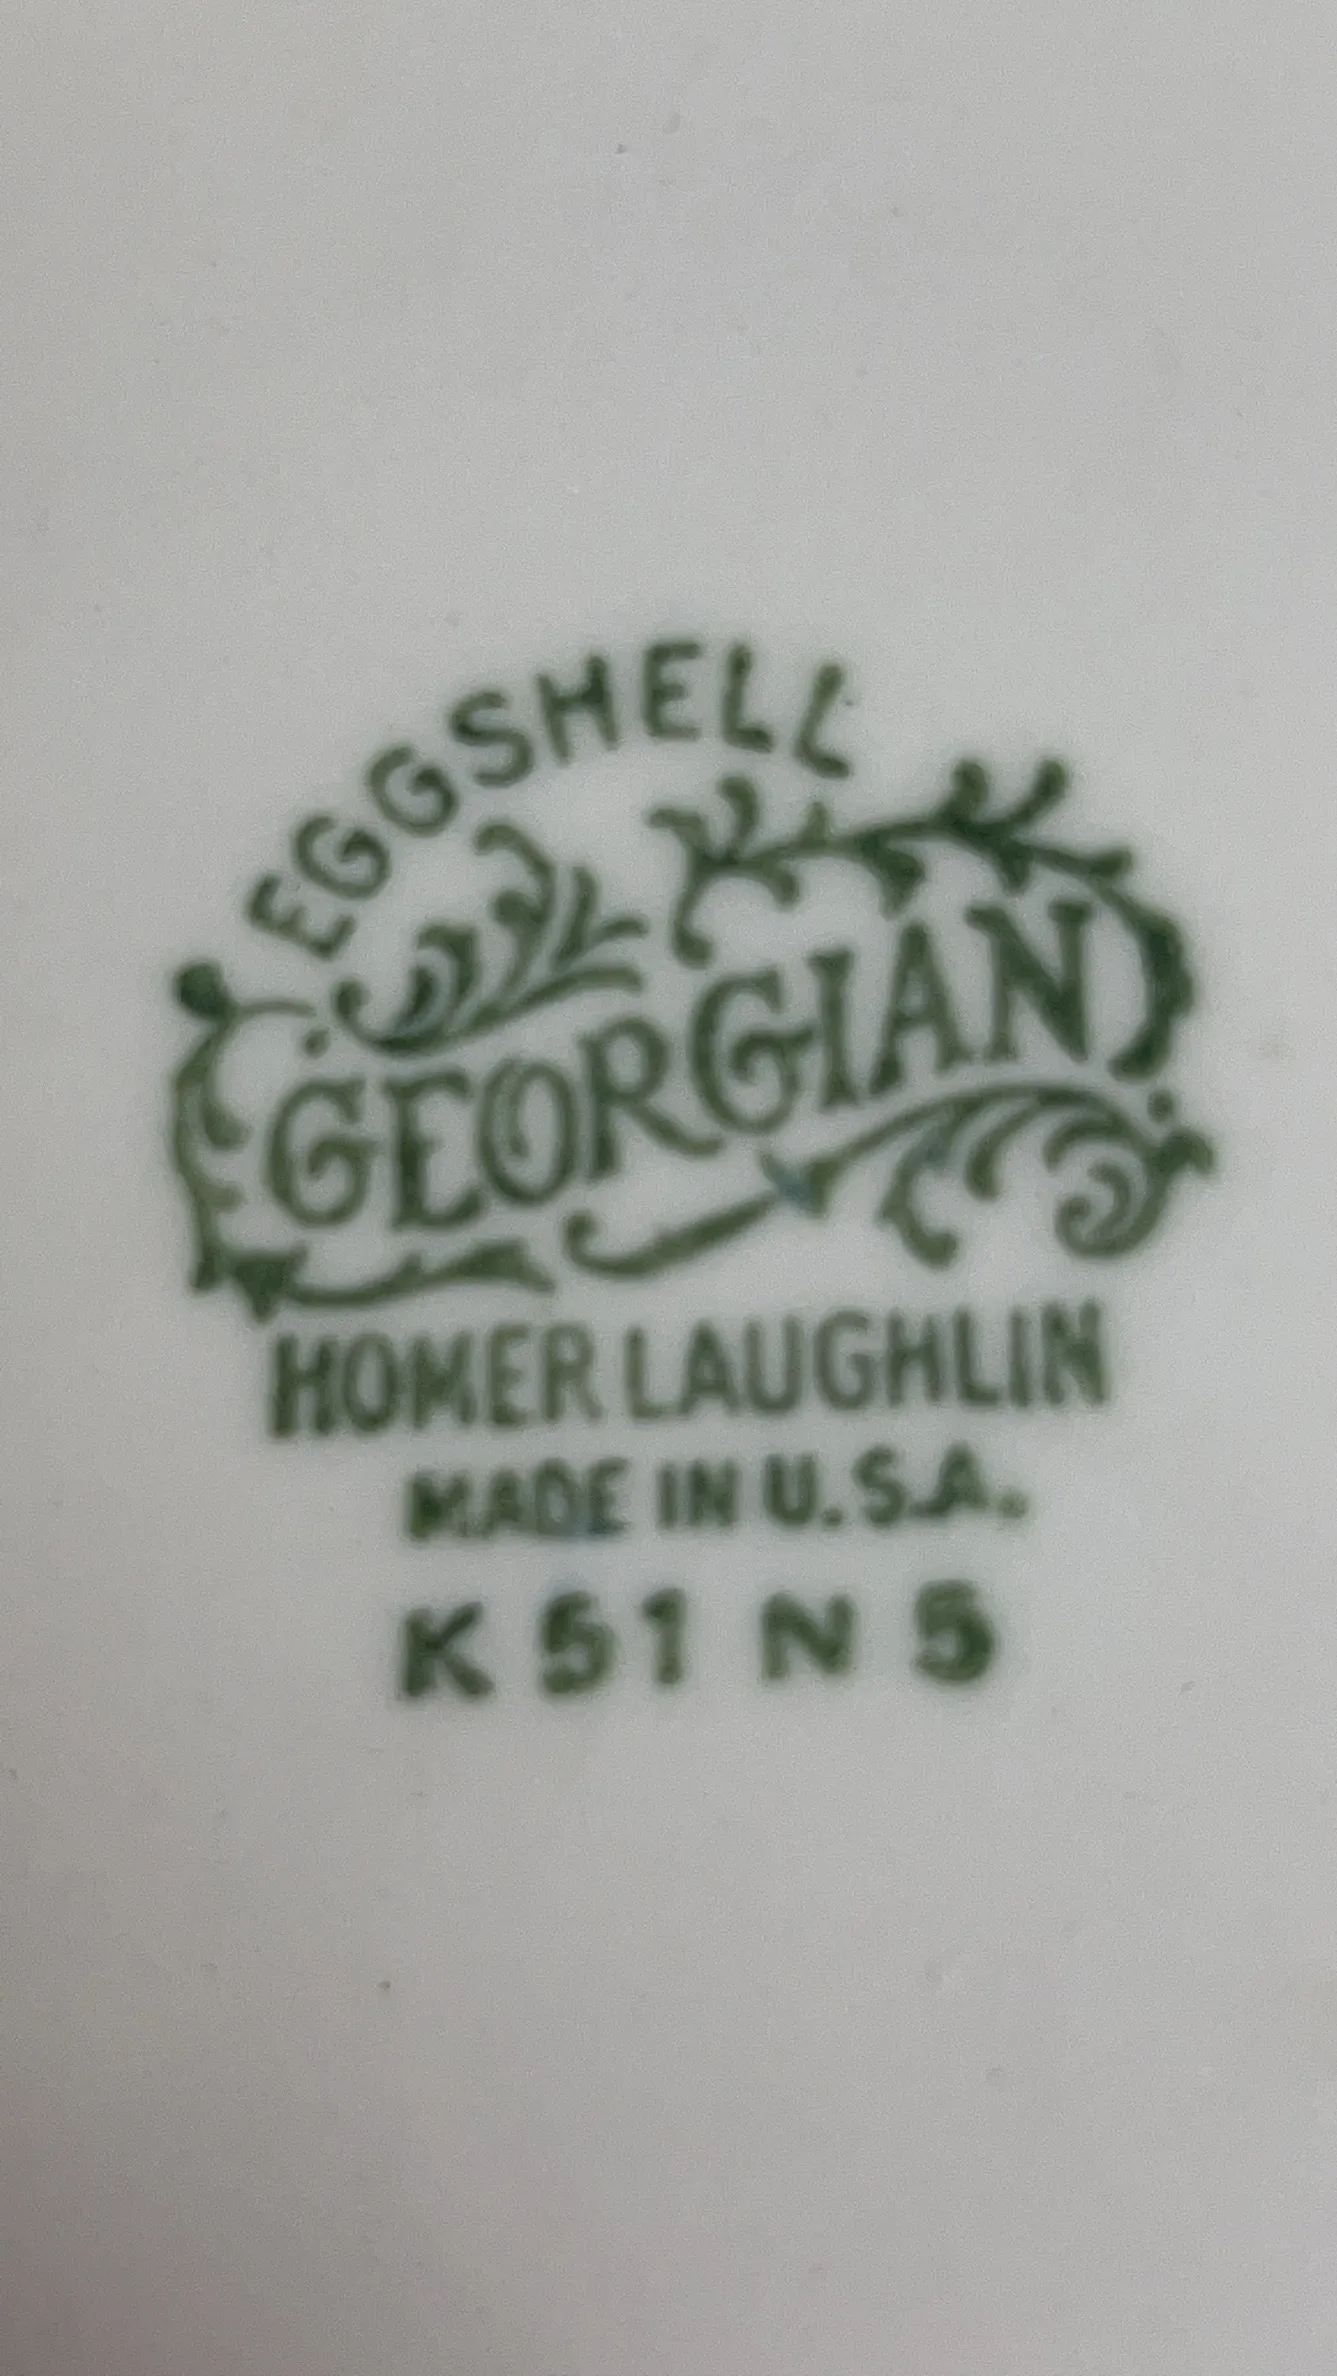 EGGSHELL
GEORGIAN
HOMER LAUGHLIN
MADE IN U.S.A.
K 51 N 5